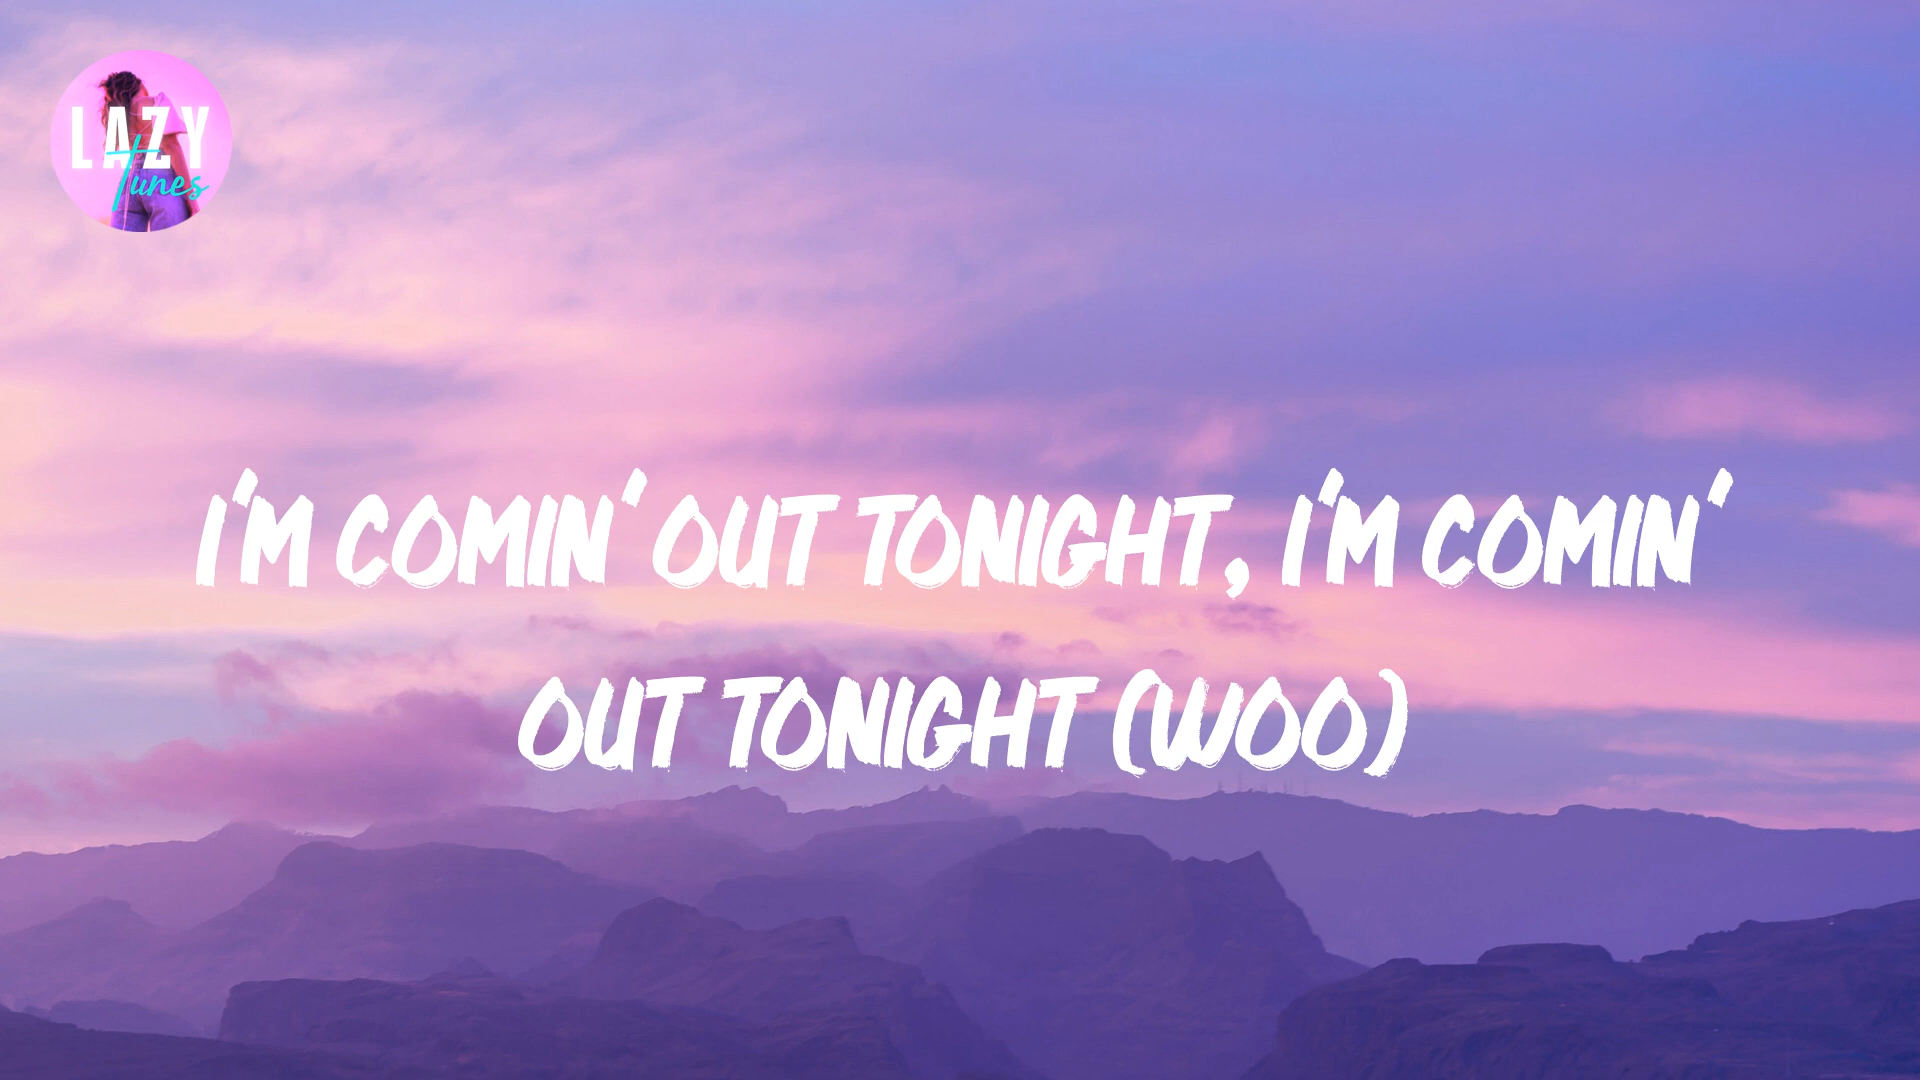 LAZY
Tunes
I'M COMIN' OUT TONIGHT, I'M COMIN'
OUT TONIGHT (WOO)